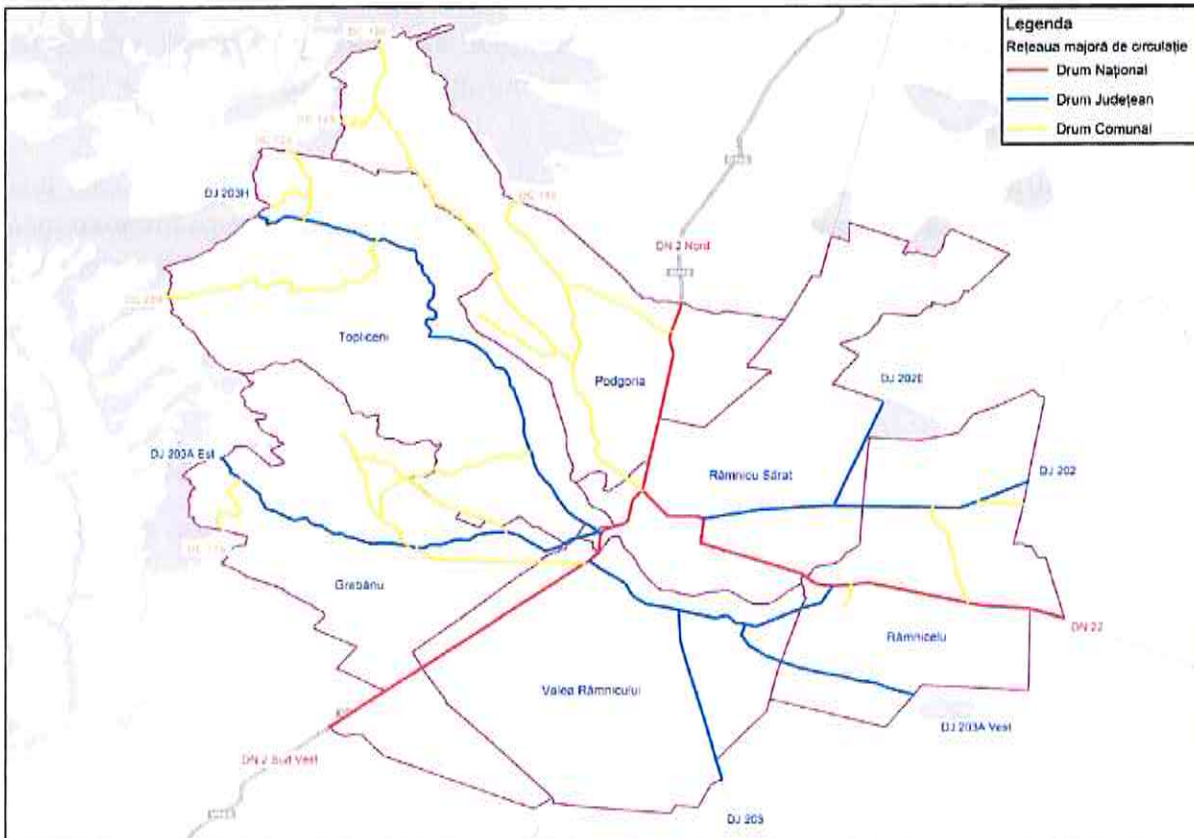 Legenda
Rețeaua majoră de circulație
Drum Național
Drum Județean
Drum Comunal
DJ 203H
DN 2 Nord
Topliceni
Podgoria
DJ 202E
DJ 203A Est
Râmnicu Sărat
DJ 202
Grebănu
Râmnicelu
DN 22
Valea Râmnicului
DJ 203A Vest
DN 2 Sud Vest
DJ 203